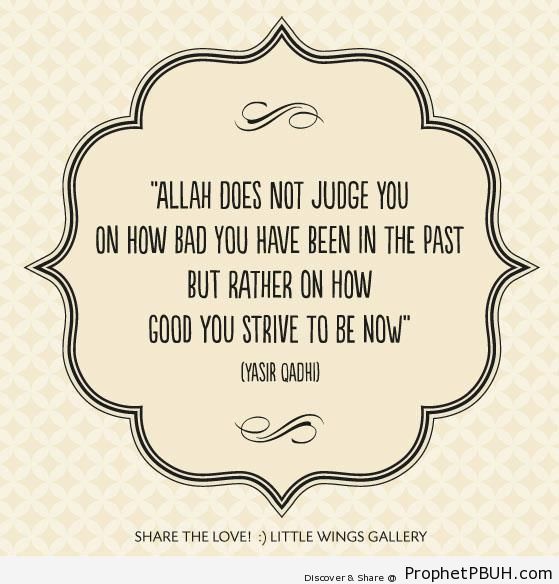 "ALLAH DOES NOT JUDGE YOU
ON HOW BAD YOU HAVE BEEN IN THE PAST
BUT RATHER ON HOW
GOOD YOU STRIVE TO BE NOW"
(YASIR QADHI)
SHARE THE LOVE! :) LITTLE WINGS GALLERY
Discover & Share @ ProphetPBUH.com